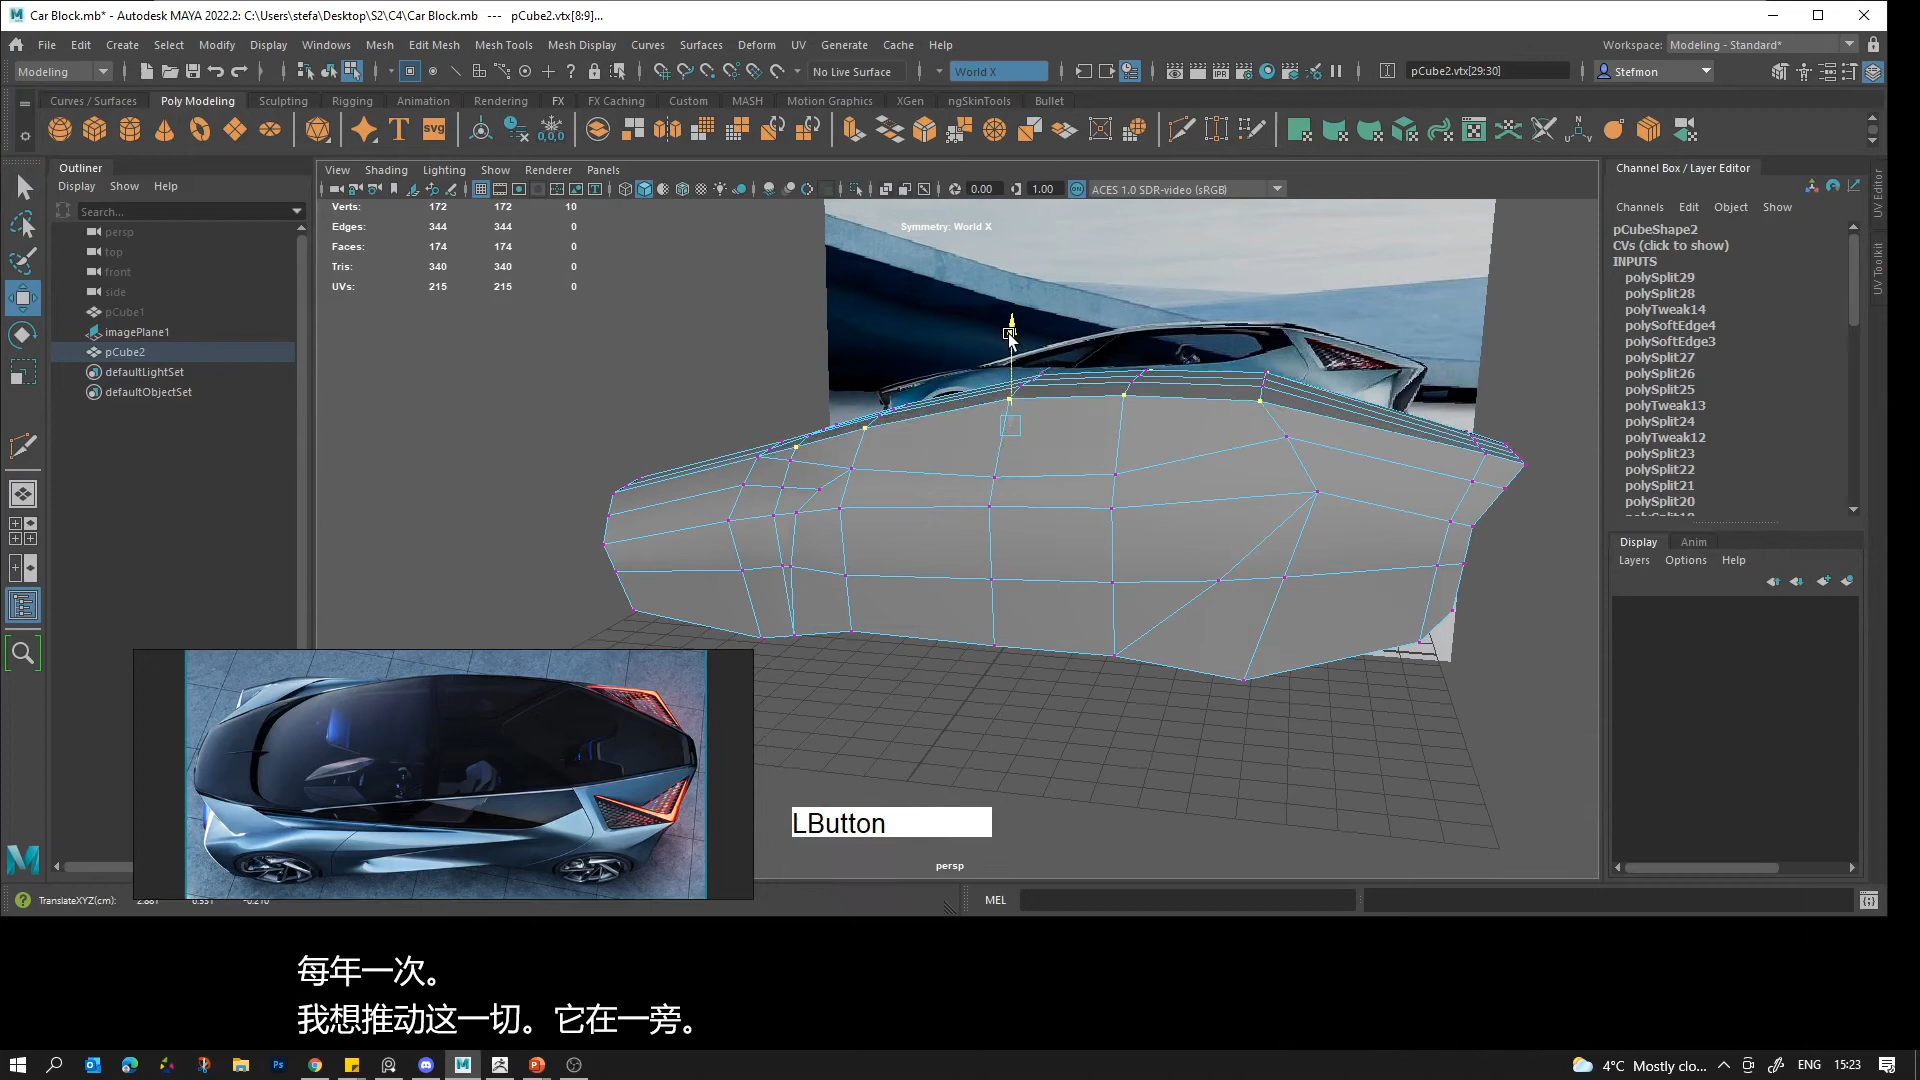 Car Block.mb* - Autodesk MAYA 2022.2: C:\Users\stefa\Desktop\S2\C4\Car Block.mb --- pCube2.vtx[8:9]...
File Edit Create Select Modify Display Windows Mesh Edit Mesh Mesh Tools Mesh Display Curves Surfaces Deform UV Generate Cache Help Workspace: Modeling - Standard*
Modeling No Live Surface World X pCube2.vtx[29:30] Stefmon
Curves / Surfaces Poly Modeling Sculpting Rigging Animation Rendering FX FX Caching Custom MASH Motion Graphics XGen ngSkinTools Bullet
Outliner
Display Show Help
Search...
persp
top
front
side
pCube1
imagePlane1
pCube2
defaultLightSet
defaultObjectSet
View Shading Lighting Show Renderer Panels
0.00 1.00 ACES 1.0 SDR-video (sRGB)
Verts: 172 172 10
Edges: 344 344 0
Faces: 174 174 0
Tris: 340 340 0
UVs: 215 215 0
Symmetry: World X
LButton
persp
Channel Box / Layer Editor
Channels Edit Object Show
pCubeShape2
CVs (click to show)
INPUTS
polySplit29
polySplit28
polyTweak14
polySoftEdge4
polySoftEdge3
polySplit27
polySplit26
polySplit25
polyTweak13
polySplit24
polyTweak12
polySplit23
polySplit22
polySplit21
polySplit20
Display Anim
Layers Options Help
UV Editor
UV Toolkit
TranslateXYZ(cm):
MEL
每年一次。
我想推动这一切。它在一旁。
4°C Mostly clo... ENG 15:23